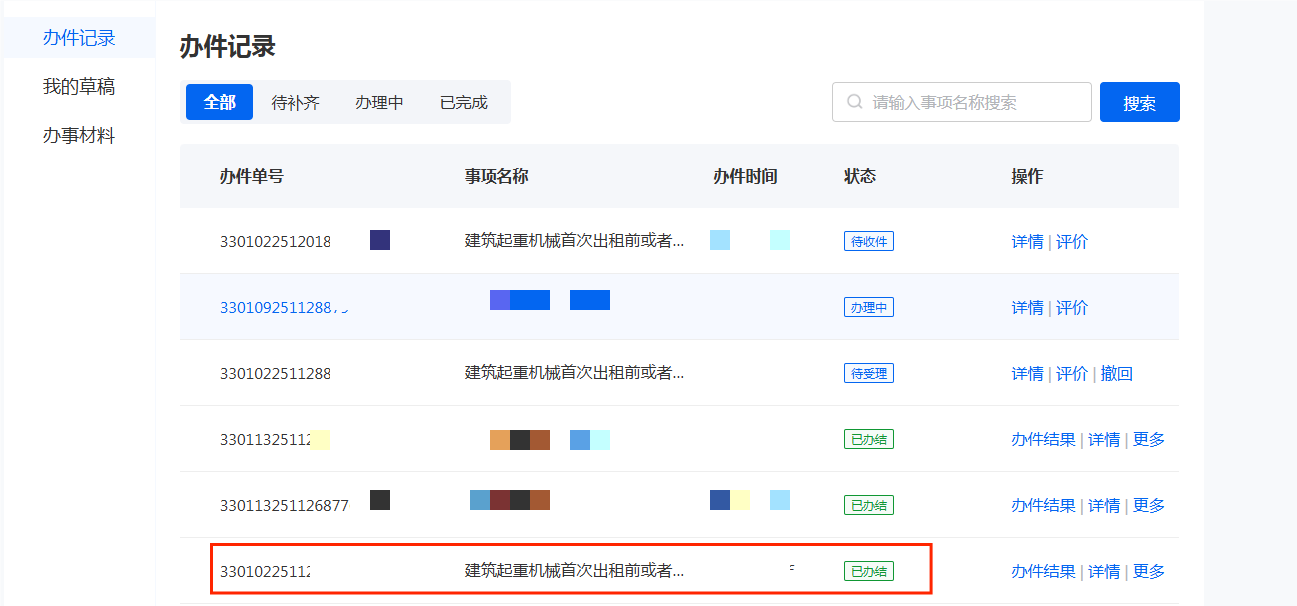 办件记录
我的草稿
办事材料
办件记录
全部 待补齐 办理中 已完成 请输入事项名称搜索 搜索
办件单号 事项名称 办件时间 状态 操作
3301022512018 建筑起重机械首次出租前或者... 待收件 详情 | 评价
3301092511288 办理中 详情 | 评价
3301022511288 建筑起重机械首次出租前或者... 待受理 详情 | 评价 | 撤回
3301132511 已办结 办件结果 | 详情 | 更多
330113251126877 已办结 办件结果 | 详情 | 更多
3301022511 建筑起重机械首次出租前或者... 已办结 办件结果 | 详情 | 更多